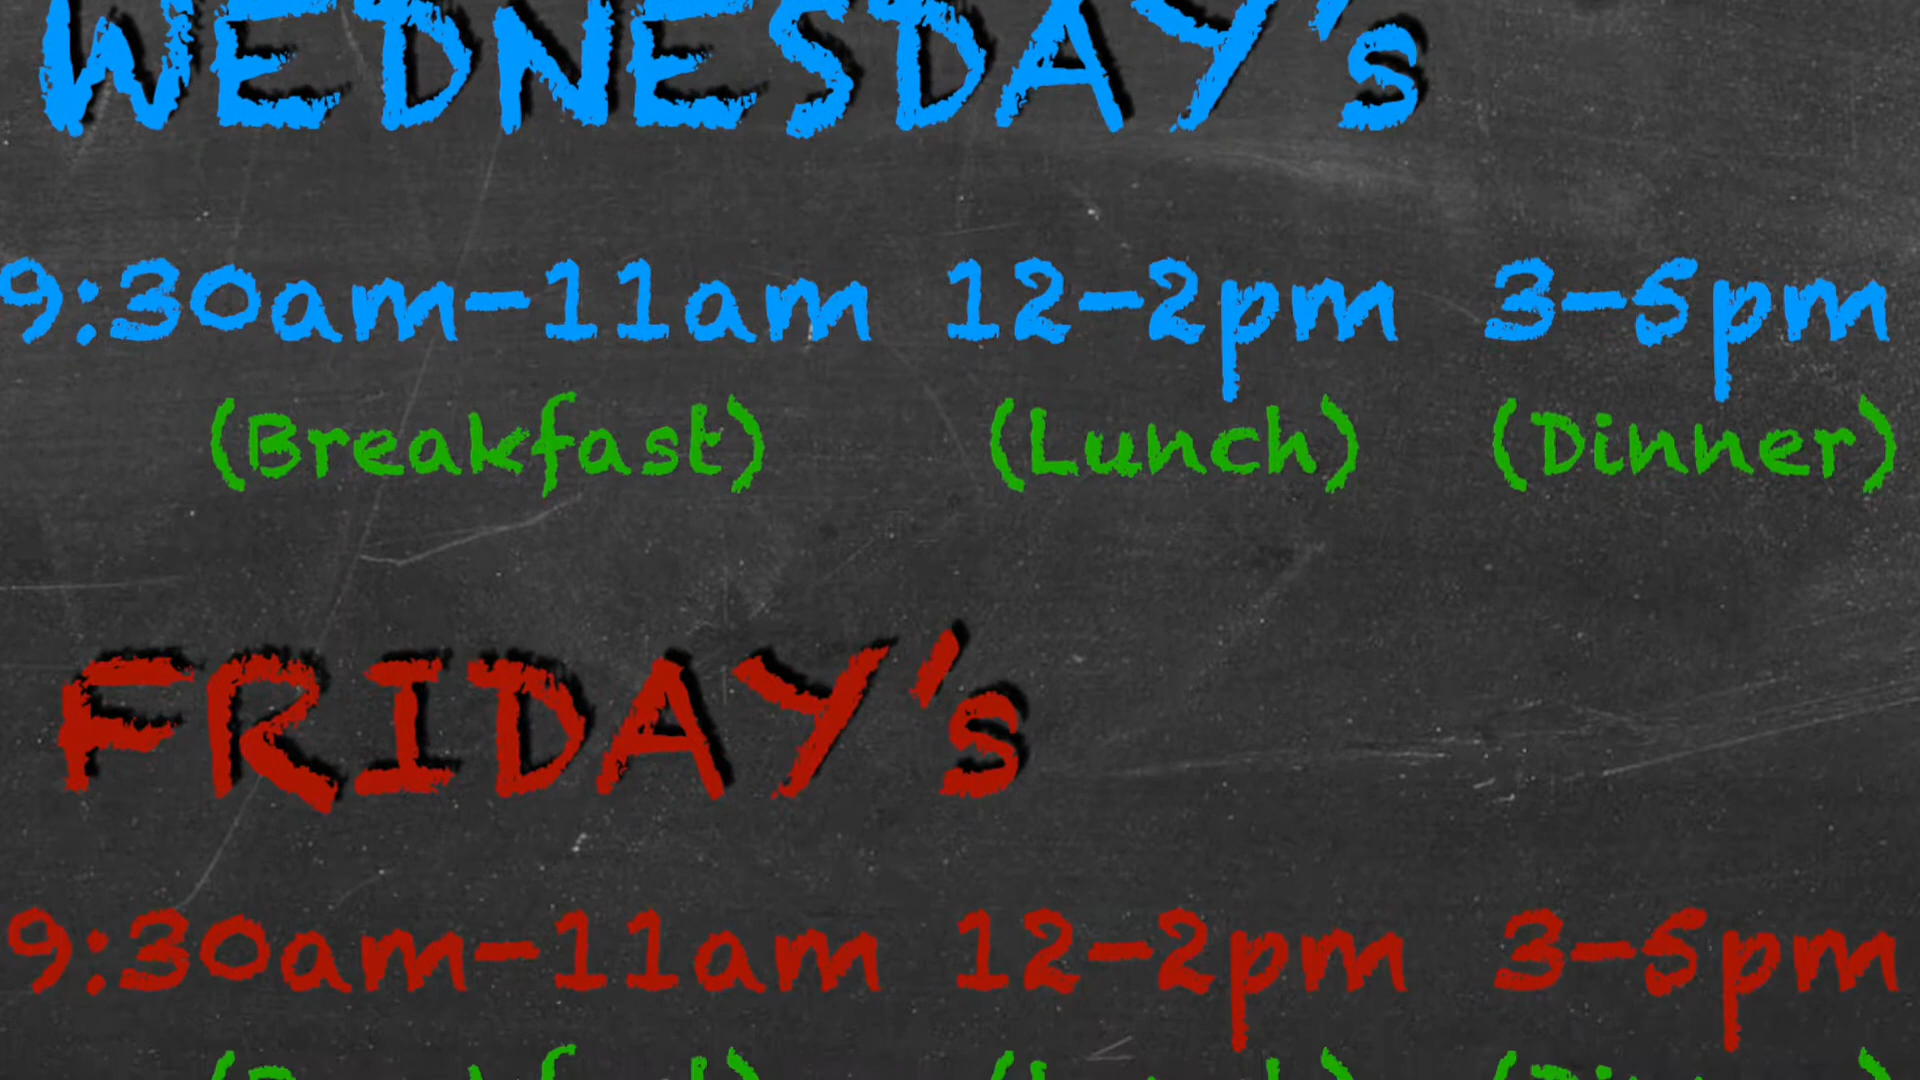 WEDNESDAY's
9:30am-11am 12-2pm 3-5pm
(Breakfast) (Lunch) (Dinner)
FRIDAY's
9:30am-11am 12-2pm 3-5pm